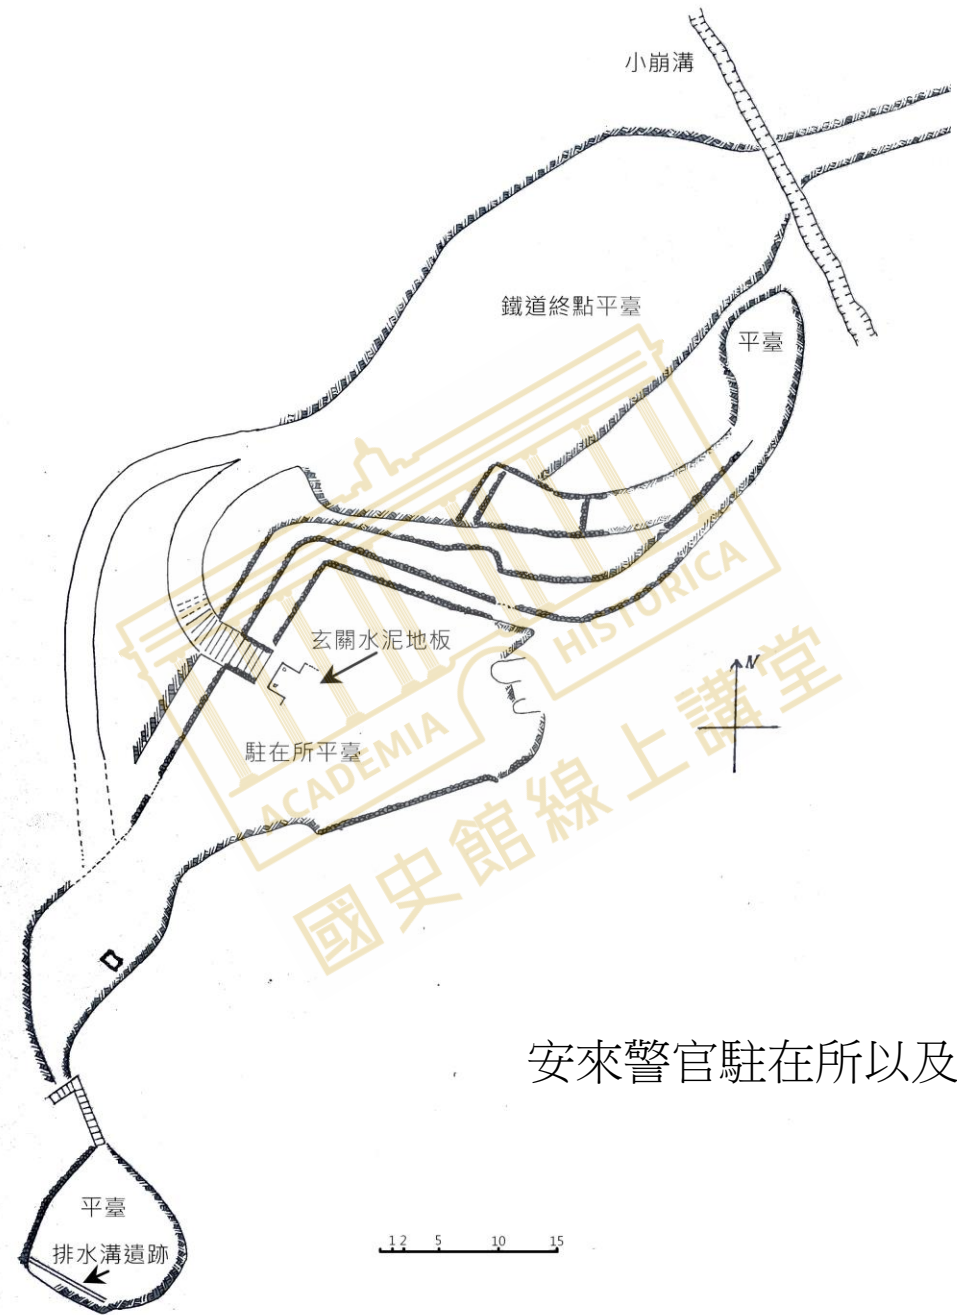 小崩溝
鐵道終點平臺
平臺
玄關水泥地板
N
駐在所平臺
ACADEMIA HISTORICA
國史館線上講堂
安來警官駐在所以及
平臺
排水溝遺跡
1 2 5 10 15